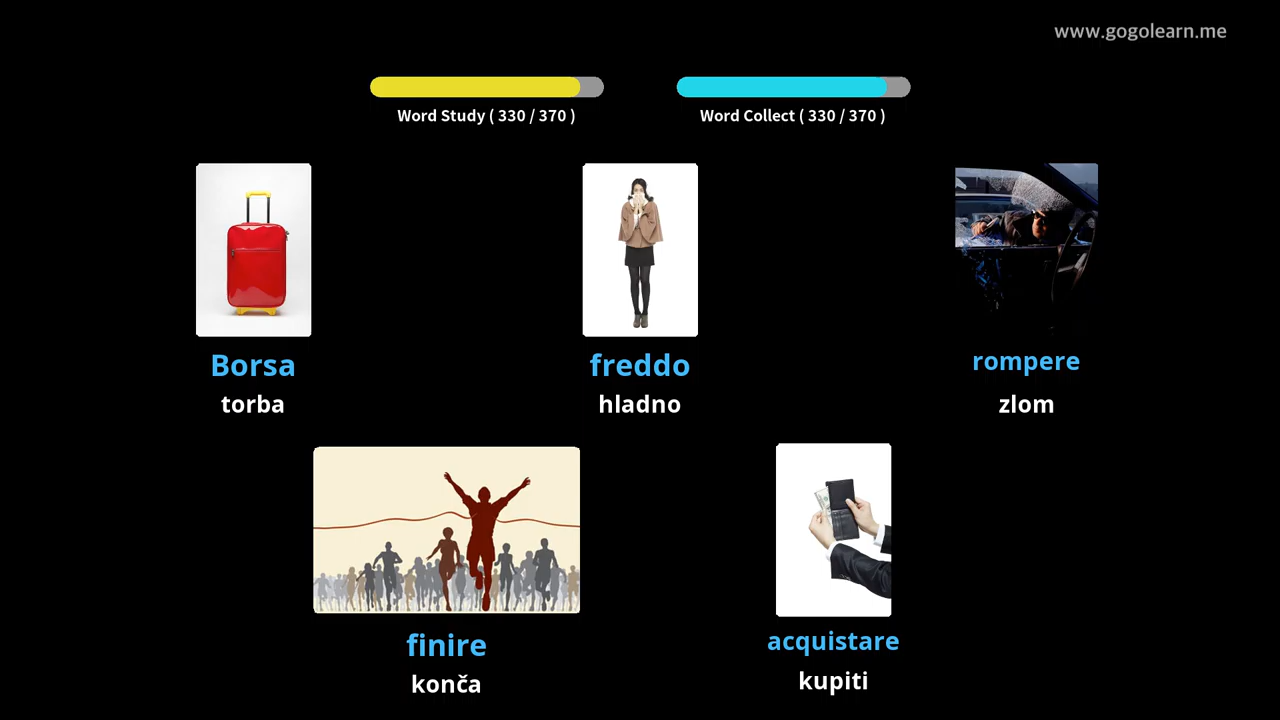 www.gogolearn.me
Word Study ( 330 / 370 )
Word Collect ( 330 / 370 )
Borsa
torba
freddo
hladno
rompere
zlom
finire
konča
acquistare
kupiti